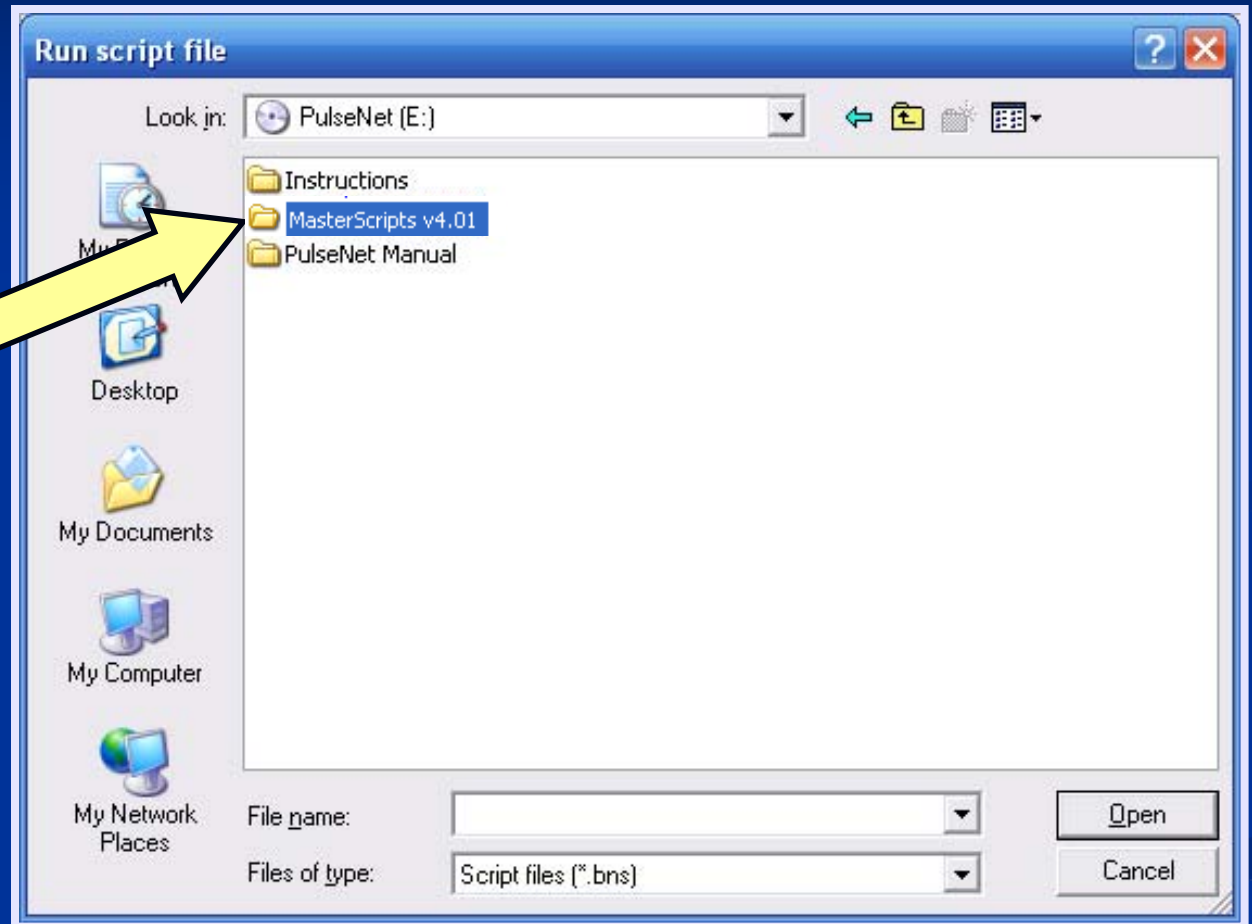 Run script file
Look in:
PulseNet (E:)
Instructions
MasterScripts v4.01
PulseNet Manual
My
Desktop
My Documents
My Computer
My Network
Places
File name:
Open
Files of type:
Script files (*.bns)
Cancel